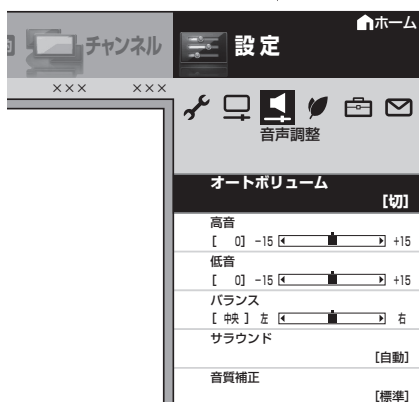 ホーム
チャンネル
設定
××× ×××
音声調整
オートボリューム
[切]
高音
[ 0] -15 +15
低音
[ 0] -15 +15
バランス
[ 中央 ] 左 右
サラウンド
[自動]
音質補正
[標準]